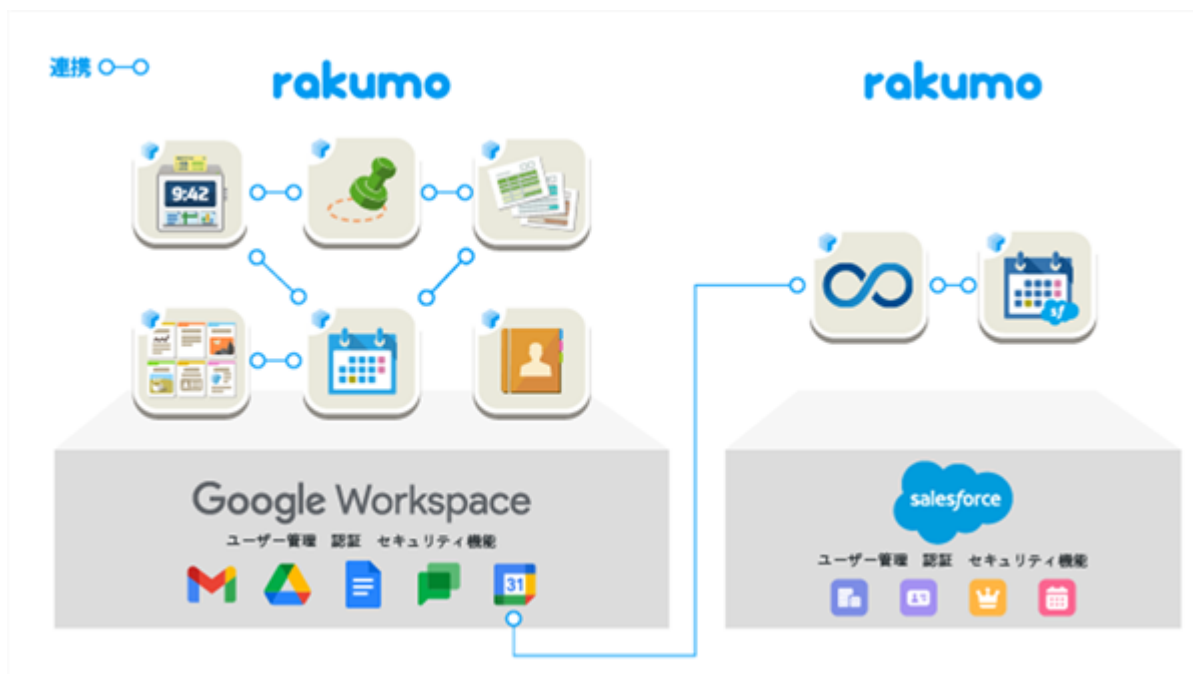 連携
rakumo
rakumo
9:42
sf
Google Workspace
ユーザー管理 認証 セキュリティ機能
31
salesforce
ユーザー管理 認証 セキュリティ機能